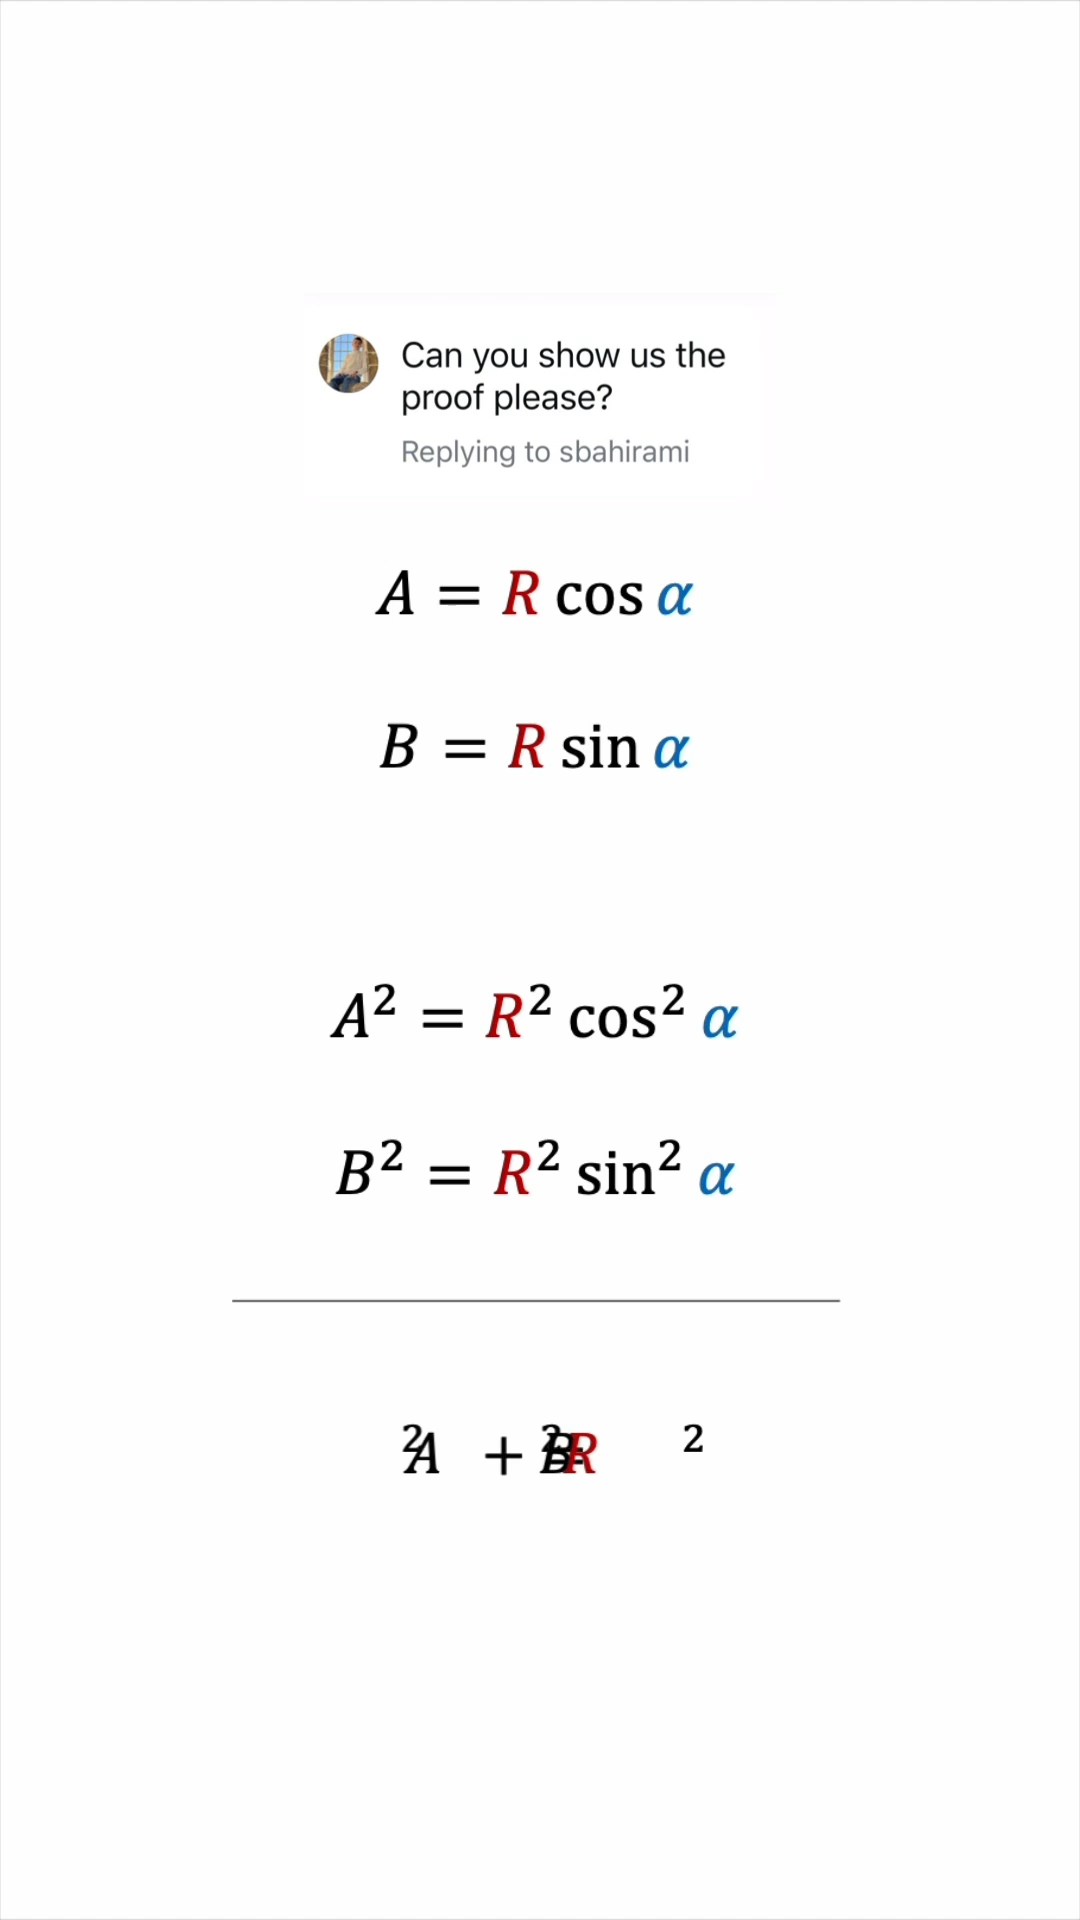 Can you show us the
proof please?
Replying to sbahirami
A = R cos α
B = R sin α
A² = R² cos² α
B² = R² sin² α